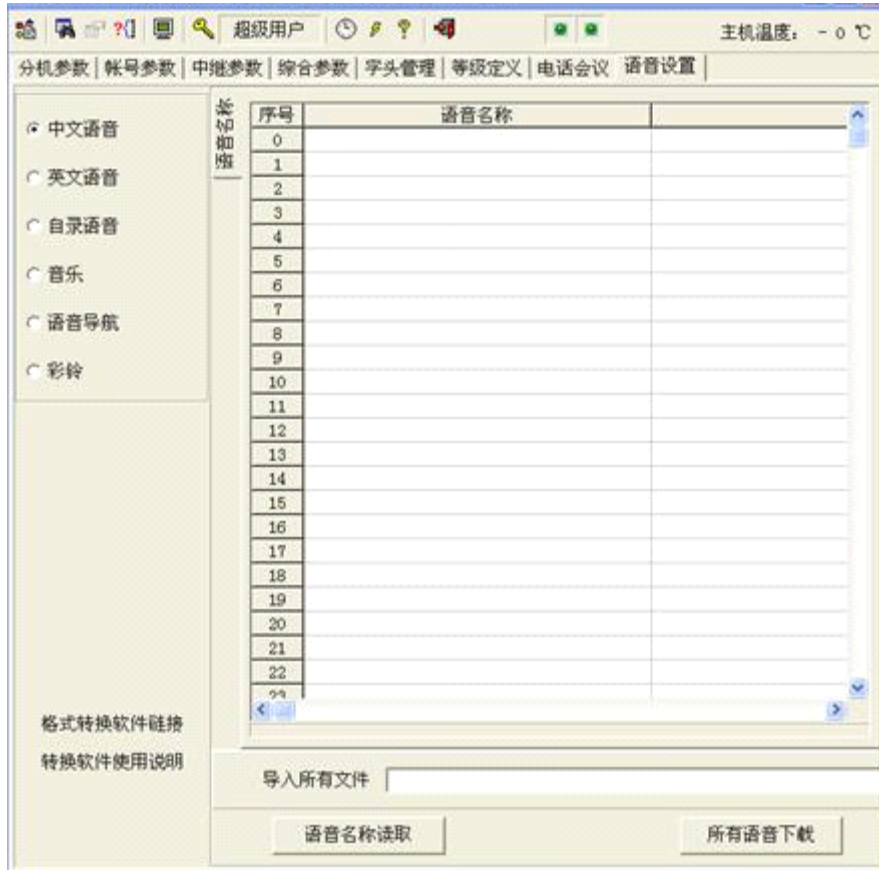 超级用户 主机温度： - 0 ℃
分机参数 帐号参数 中继参数 综合参数 字头管理 等级定义 电话会议 语音设置
中文语音
英文语音
自录语音
音乐
语音导航
彩铃
格式转换软件链接
转换软件使用说明
语音名称
序号 语音名称
0
1
2
3
4
5
6
7
8
9
10
11
12
13
14
15
16
17
18
19
20
21
22
23
导入所有文件
语音名称读取 所有语音下载